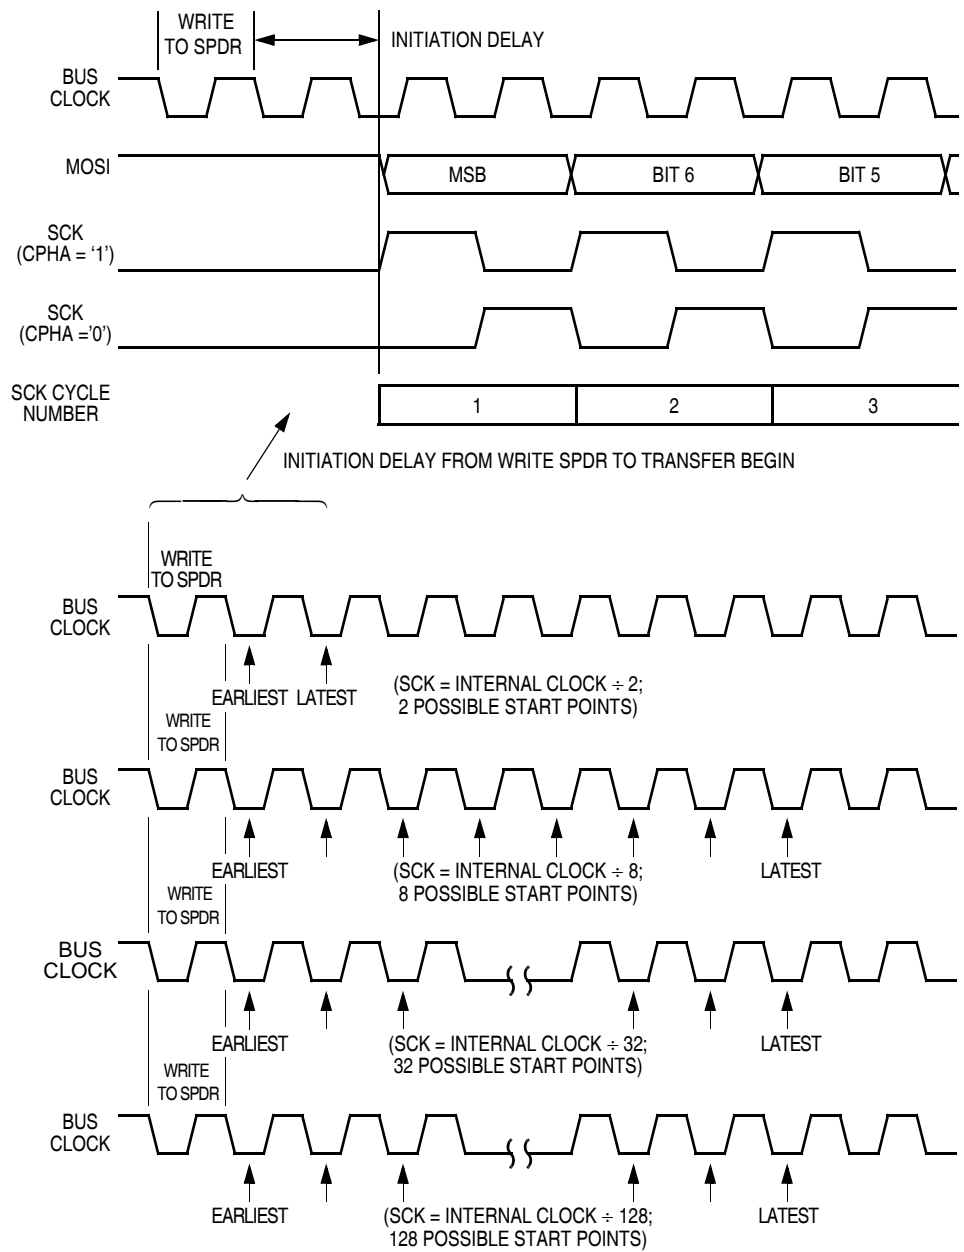 WRITE
TO SPDR
INITIATION DELAY
BUS
CLOCK
MOSI
MSB
BIT 6
BIT 5
SCK
(CPHA = ‘1’)
SCK
(CPHA ='0')
SCK CYCLE
NUMBER
1
2
3
INITIATION DELAY FROM WRITE SPDR TO TRANSFER BEGIN
WRITE
TO SPDR
BUS
CLOCK
EARLIEST
LATEST
(SCK = INTERNAL CLOCK ÷ 2;
2 POSSIBLE START POINTS)
WRITE
TO SPDR
BUS
CLOCK
EARLIEST
(SCK = INTERNAL CLOCK ÷ 8;
8 POSSIBLE START POINTS)
LATEST
WRITE
TO SPDR
BUS
CLOCK
EARLIEST
(SCK = INTERNAL CLOCK ÷ 32;
32 POSSIBLE START POINTS)
LATEST
WRITE
TO SPDR
BUS
CLOCK
EARLIEST
(SCK = INTERNAL CLOCK ÷ 128;
128 POSSIBLE START POINTS)
LATEST